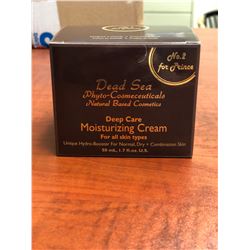 No.2
for Prince
Dead Sea
Phyto-Cosmeceuticals
Natural Based Cosmetics
Deep Care
Moisturizing Cream
For all skin types
Unique Hydro-Booster For Normal, Dry + Combination Skin
50 mL, 1.7 fl oz. U.S.